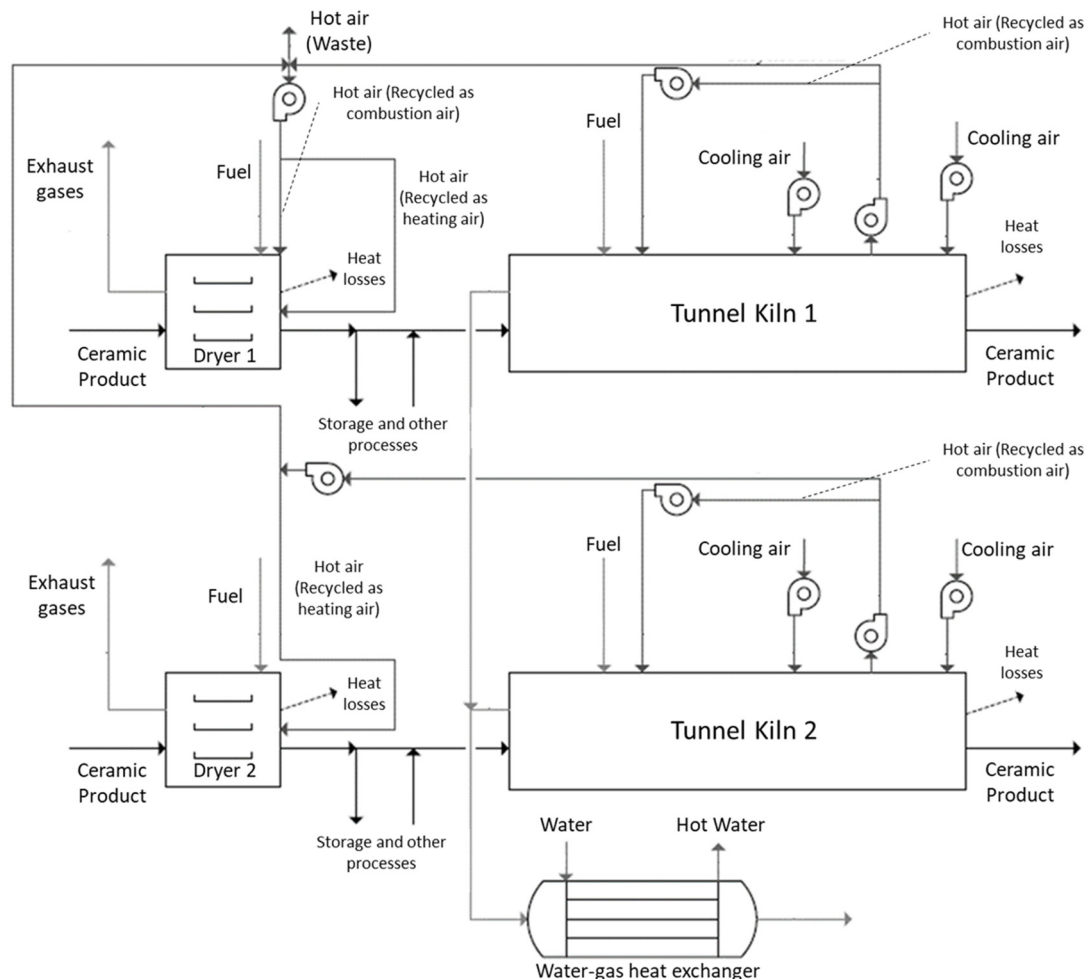 Hot air
(Waste)
Hot air (Recycled as
combustion air)
Hot air (Recycled as
combustion air)
Fuel
Exhaust
gases
Fuel
Hot air
(Recycled
as
heating air)
Cooling air
Cooling air
Heat
losses
Heat
losses
Tunnel Kiln 1
Ceramic
Product
Dryer 1
Ceramic
Product
Storage and other
processes
Hot air (Recycled as
combustion air)
Exhaust
gases
Fuel
Hot air
(Recycled as
heating air)
Fuel
Cooling air
Cooling air
Heat
losses
Heat
losses
Tunnel Kiln 2
Ceramic
Product
Dryer 2
Ceramic
Product
Storage and other
processes
Water
Hot Water
Water-gas heat exchanger